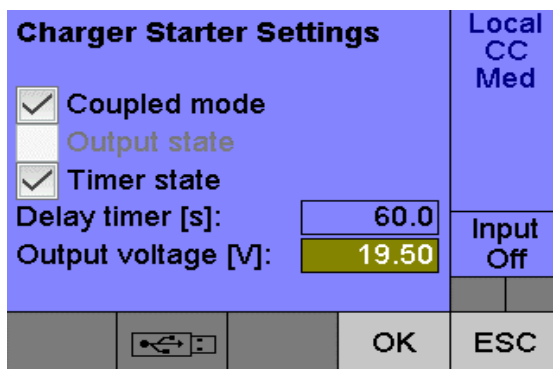 Charger Starter Settings
Coupled mode
Output state
Timer state
Delay timer [s]: 60.0
Output voltage [V]: 19.50
Local
CC
Med
Input
Off
OK
ESC